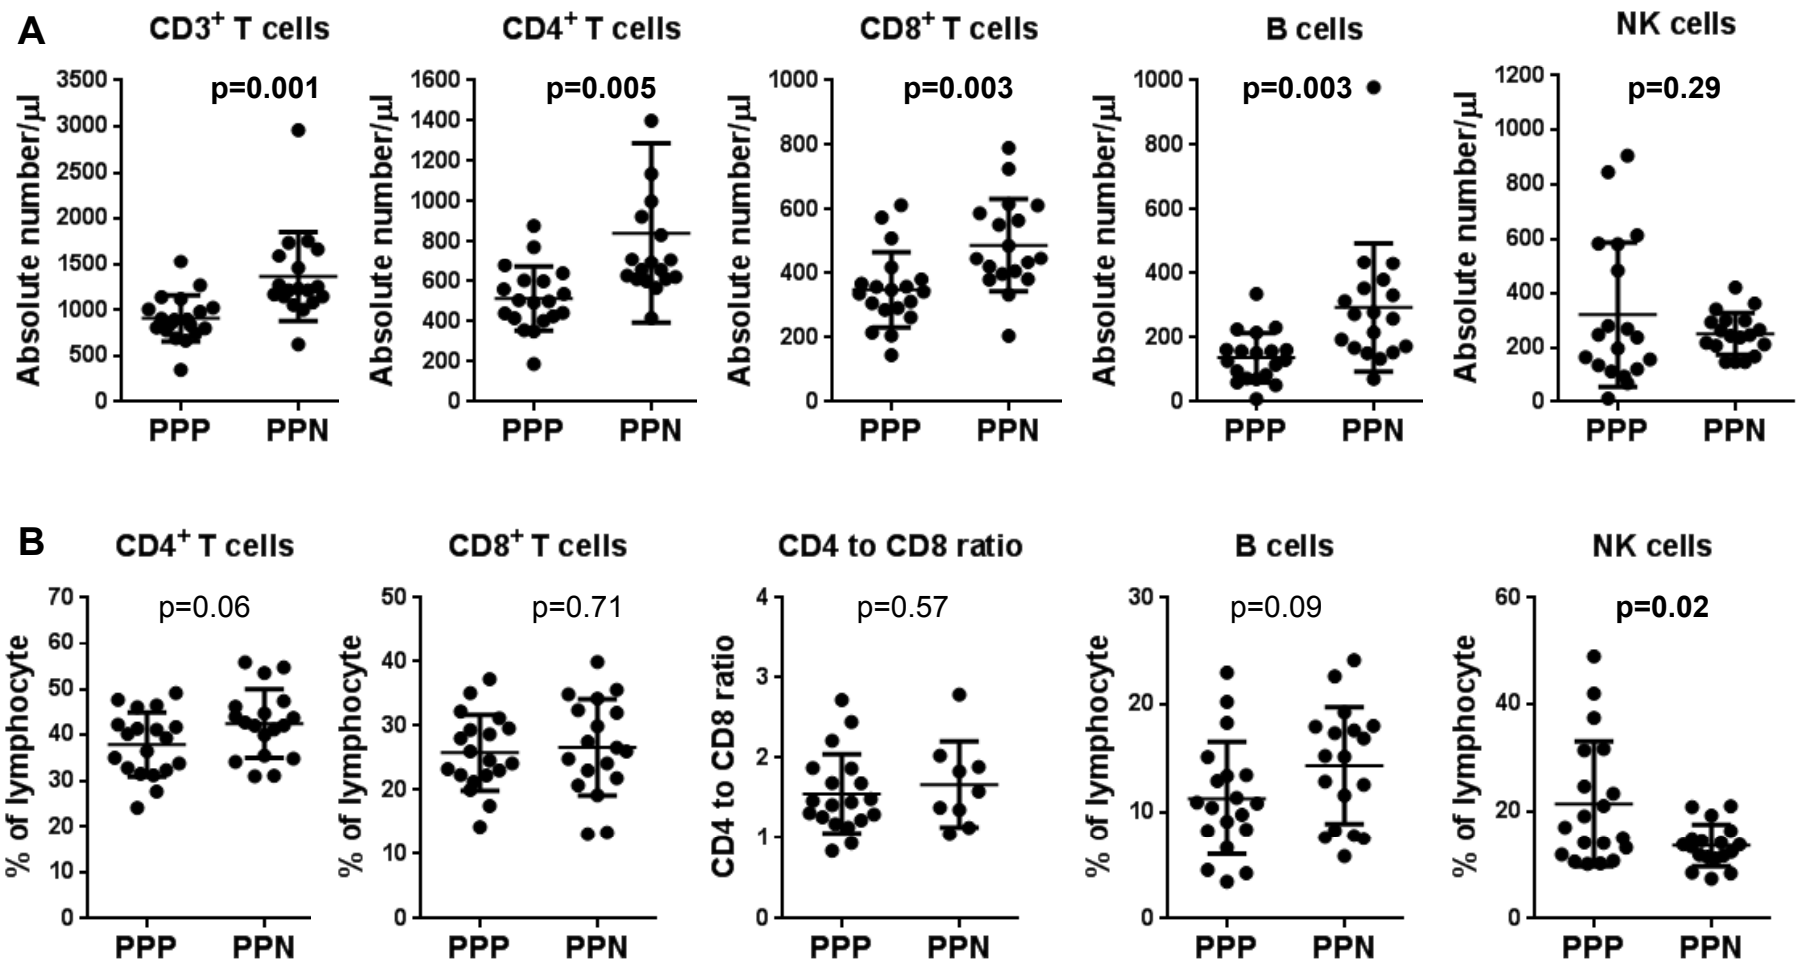 A
CD3+ T cells
p=0.001
Absolute number/µl
3500
3000
2500
2000
1500
1000
500
0
PPP PPN
CD4+ T cells
p=0.005
Absolute number/µl
1600
1400
1200
1000
800
600
400
200
0
PPP PPN
CD8+ T cells
p=0.003
Absolute number/µl
1000
800
600
400
200
0
PPP PPN
B cells
p=0.003
Absolute number/µl
1000
800
600
400
200
0
PPP PPN
NK cells
p=0.29
Absolute number/µl
1200
1000
800
600
400
200
0
PPP PPN
B
CD4+ T cells
p=0.06
% of lymphocyte
70
60
50
40
30
20
10
0
PPP PPN
CD8+ T cells
p=0.71
% of lymphocyte
50
40
30
20
10
0
PPP PPN
CD4 to CD8 ratio
p=0.57
CD4 to CD8 ratio
4
3
2
1
0
PPP PPN
B cells
p=0.09
% of lymphocyte
30
20
10
0
PPP PPN
NK cells
p=0.02
% of lymphocyte
60
40
20
0
PPP PPN